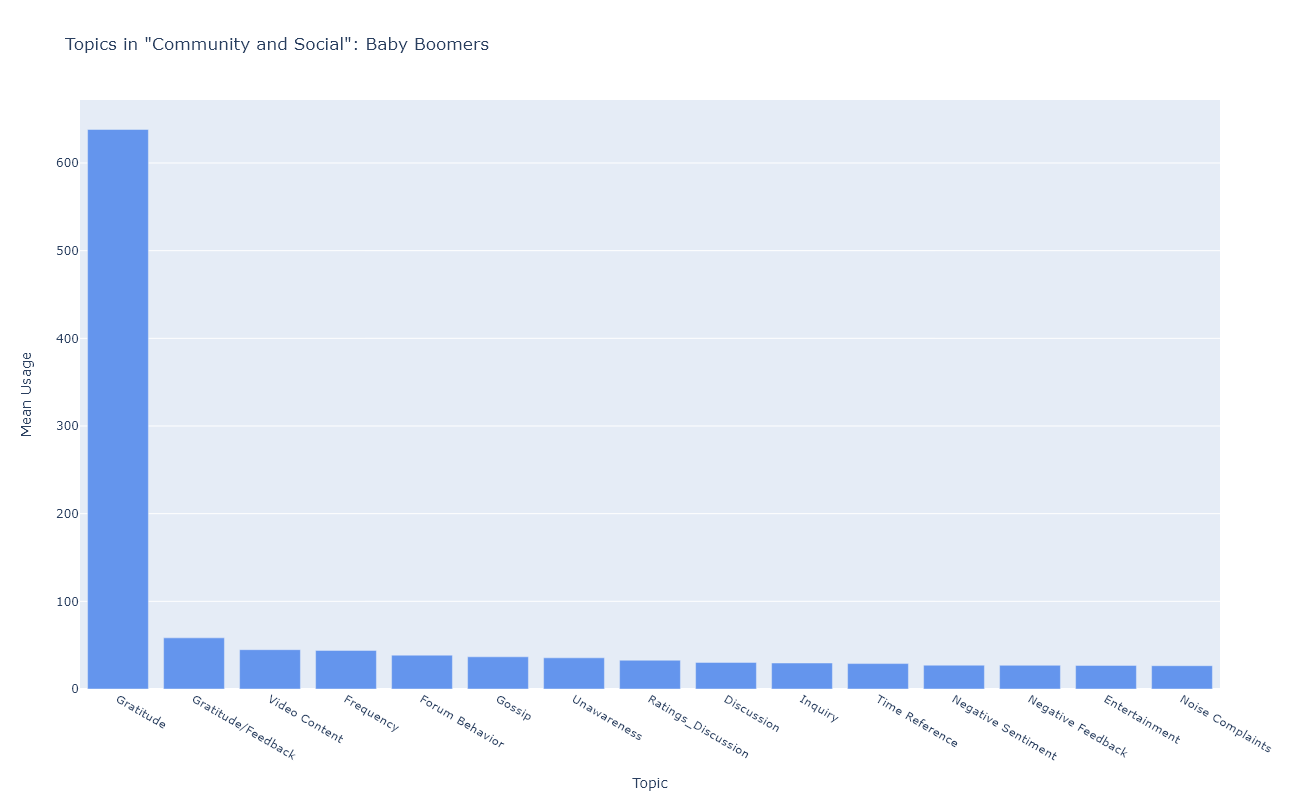 Topics in "Community and Social": Baby Boomers
Mean Usage
600
500
400
300
200
100
0
Gratitude
Gratitude/Feedback
Video Content
Frequency
Forum Behavior
Gossip
Unawareness
Ratings_Discussion
Discussion
Inquiry
Time Reference
Negative Sentiment
Negative Feedback
Entertainment
Noise Complaints
Topic